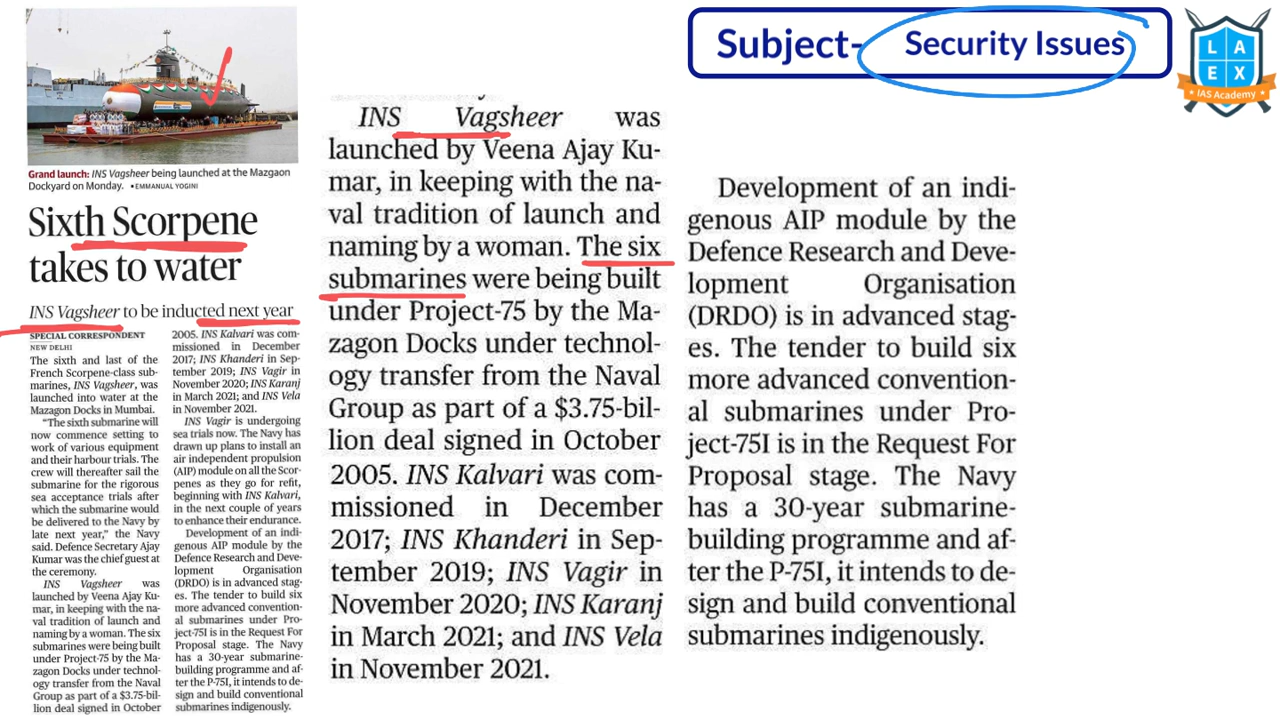 Subject- Security Issues
L A
E X
IAS Academy
Grand launch: INS Vagsheer being launched at the Mazgaon
Dockyard on Monday. • EMMANUAL YOGINI
Sixth Scorpene
takes to water
INS Vagsheer to be inducted next year
SPECIAL CORRESPONDENT
NEW DELHI
The sixth and last of the
French Scorpene-class sub-
marines, INS Vagsheer, was
launched into water at the
Mazagon Docks in Mumbai.
"The sixth submarine will
now commence setting to
work of various equipment
and their harbour trials. The
crew will thereafter sail the
submarine for the rigorous
sea acceptance trials after
which the submarine would
be delivered to the Navy by
late next year," the Navy
said. Defence Secretary Ajay
Kumar was the chief guest at
the ceremony.
INS Vagsheer was
launched by Veena Ajay Ku-
mar, in keeping with the na-
val tradition of launch and
naming by a woman. The six
submarines were being built
under Project-75 by the Ma-
zagon Docks under technol-
ogy transfer from the Naval
Group as part of a $3.75-bil-
lion deal signed in October
2005. INS Kalvari was com-
missioned in December
2017; INS Khanderi in Sep-
tember 2019; INS Vagir in
November 2020; INS Karanj
in March 2021; and INS Vela
in November 2021.
INS Vagir is undergoing
sea trials now. The Navy has
drawn up plans to install an
air independent propulsion
(AIP) module on all the Scor-
penes as they go for refit,
beginning with INS Kalvari,
in the next couple of years
to enhance their endurance.
Development of an indi-
genous AIP module by the
Defence Research and Deve-
lopment Organisation
(DRDO) is in advanced stag-
es. The tender to build six
more advanced convention-
al submarines under Pro-
ject-75I is in the Request For
Proposal stage. The Navy
has a 30-year submarine-
building programme and af-
ter the P-75I, it intends to de-
sign and build conventional
submarines indigenously.
INS Vagsheer was
launched by Veena Ajay Ku-
mar, in keeping with the na-
val tradition of launch and
naming by a woman. The six
submarines were being built
under Project-75 by the Ma-
zagon Docks under technol-
ogy transfer from the Naval
Group as part of a $3.75-bil-
lion deal signed in October
2005. INS Kalvari was com-
missioned in December
2017; INS Khanderi in Sep-
tember 2019; INS Vagir in
November 2020; INS Karanj
in March 2021; and INS Vela
in November 2021.
Development of an indi-
genous AIP module by the
Defence Research and Deve-
lopment Organisation
(DRDO) is in advanced stag-
es. The tender to build six
more advanced convention-
al submarines under Pro-
ject-75I is in the Request For
Proposal stage. The Navy
has a 30-year submarine-
building programme and af-
ter the P-75I, it intends to de-
sign and build conventional
submarines indigenously.